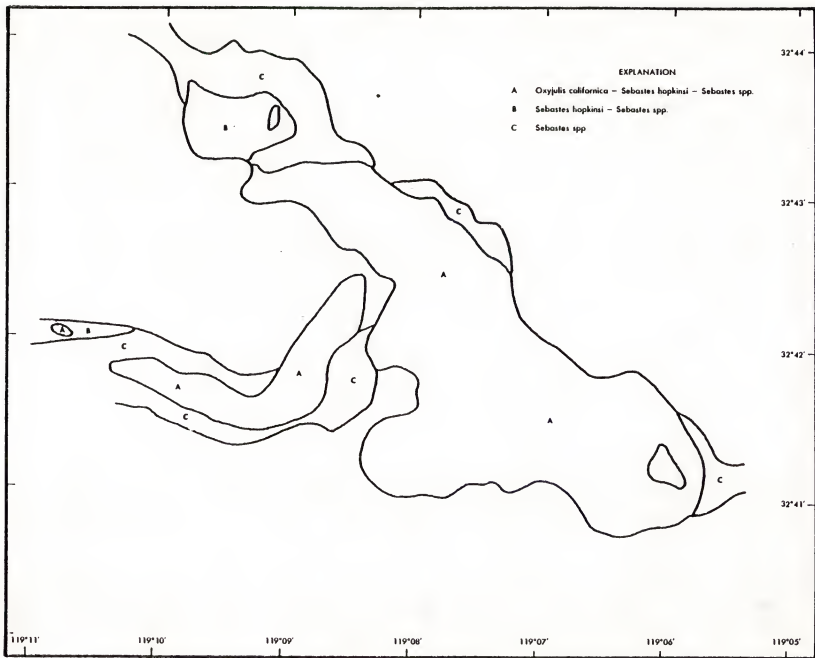 EXPLANATION
A Oxyjulis californica – Sebastes hopkinsi – Sebastes spp.
B Sebastes hopkinsi – Sebastes spp.
C Sebastes spp
32°44'
C
B
32°43'
C
A
A B
C
32°42'
A
A
C
C
A
C
32°41'
119°11' 119°10' 119°09' 119°08' 119°07' 119°06' 119°05'